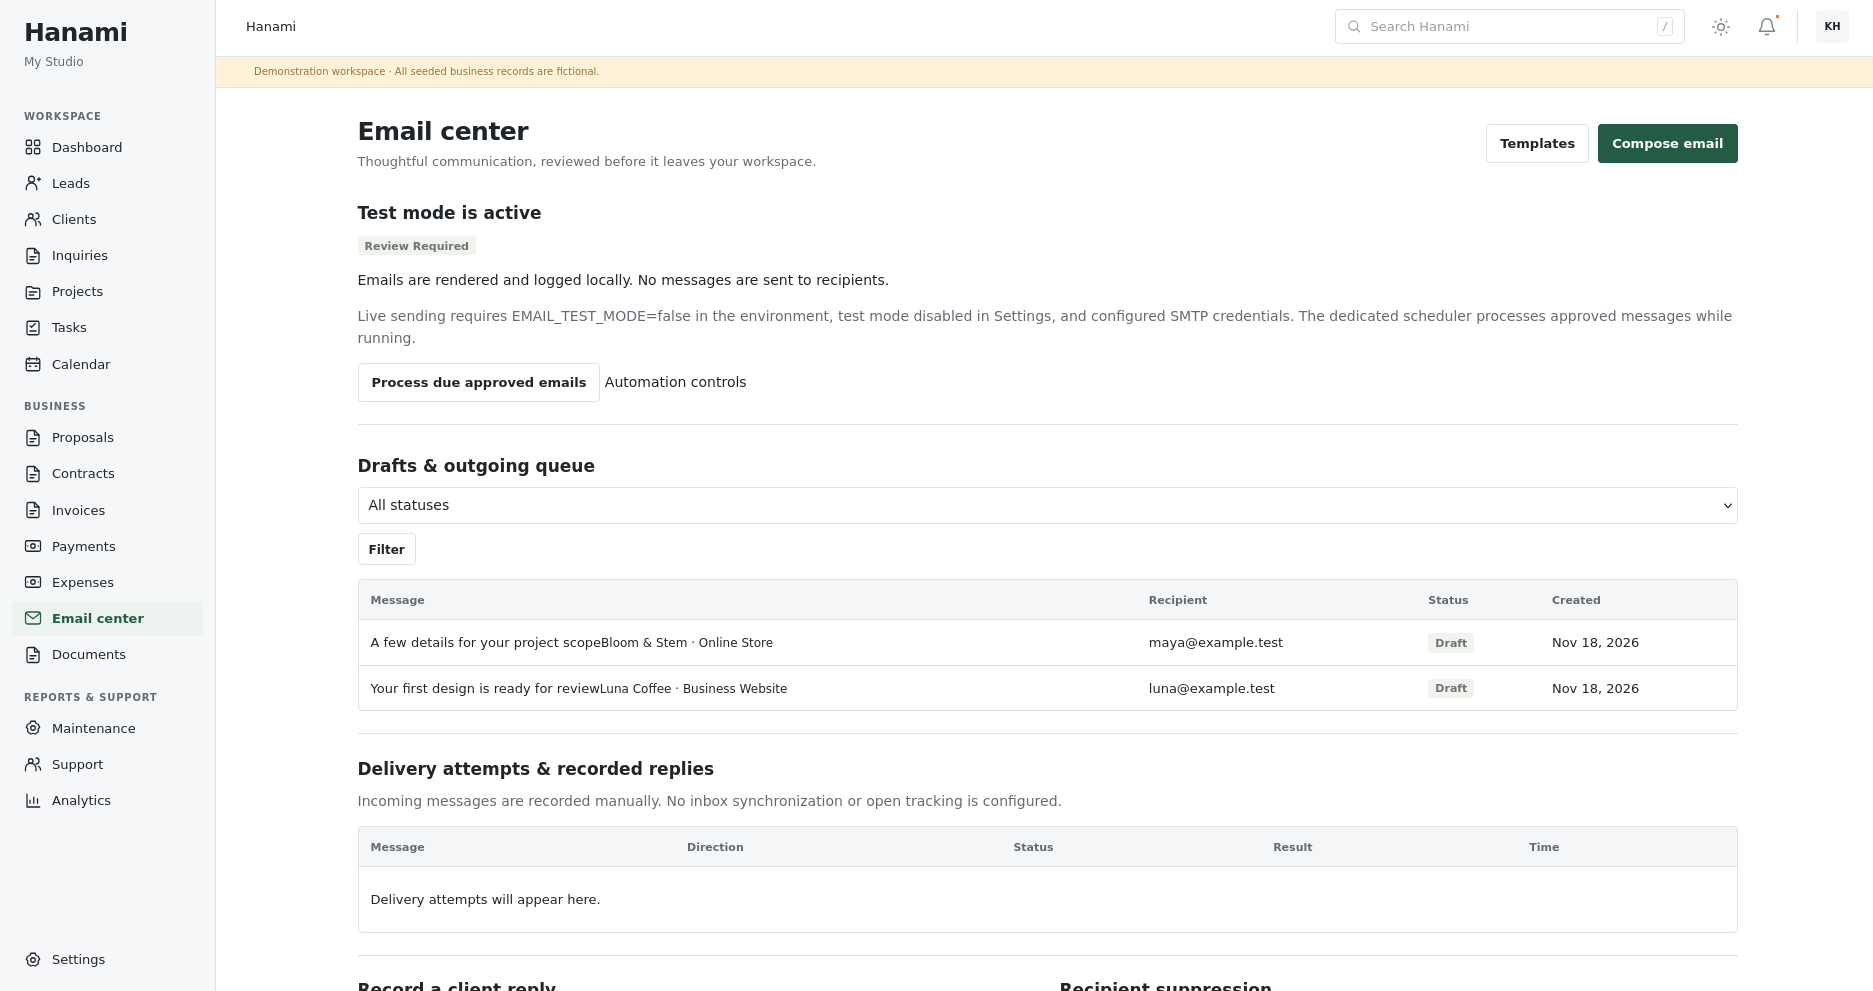 Hanami
My Studio
WORKSPACE
Dashboard
Leads
Clients
Inquiries
Projects
Tasks
Calendar
BUSINESS
Proposals
Contracts
Invoices
Payments
Expenses
Email center
Documents
REPORTS & SUPPORT
Maintenance
Support
Analytics
Settings
Hanami
Search Hanami /
KH
Demonstration workspace · All seeded business records are fictional.
Email center
Thoughtful communication, reviewed before it leaves your workspace.
Templates
Compose email
Test mode is active
Review Required
Emails are rendered and logged locally. No messages are sent to recipients.
Live sending requires EMAIL_TEST_MODE=false in the environment, test mode disabled in Settings, and configured SMTP credentials. The dedicated scheduler processes approved messages while
running.
Process due approved emails Automation controls
Drafts & outgoing queue
All statuses
Filter
Message Recipient Status Created
A few details for your project scopeBloom & Stem · Online Store maya@example.test Draft Nov 18, 2026
Your first design is ready for reviewLuna Coffee · Business Website luna@example.test Draft Nov 18, 2026
Delivery attempts & recorded replies
Incoming messages are recorded manually. No inbox synchronization or open tracking is configured.
Message Direction Status Result Time
Delivery attempts will appear here.
Record a client reply
Recipient suppression